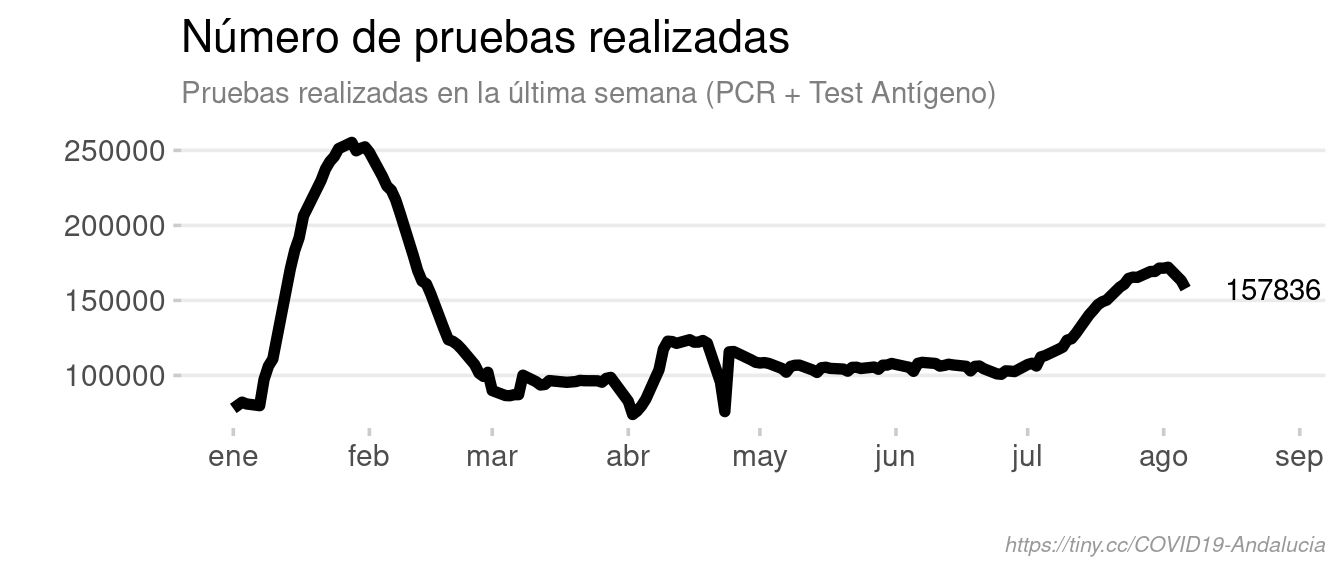 Número de pruebas realizadas
Pruebas realizadas en la última semana (PCR + Test Antígeno)
250000
200000
150000
100000
157836
ene feb mar abr may jun jul ago sep
https://tiny.cc/COVID19-Andalucia